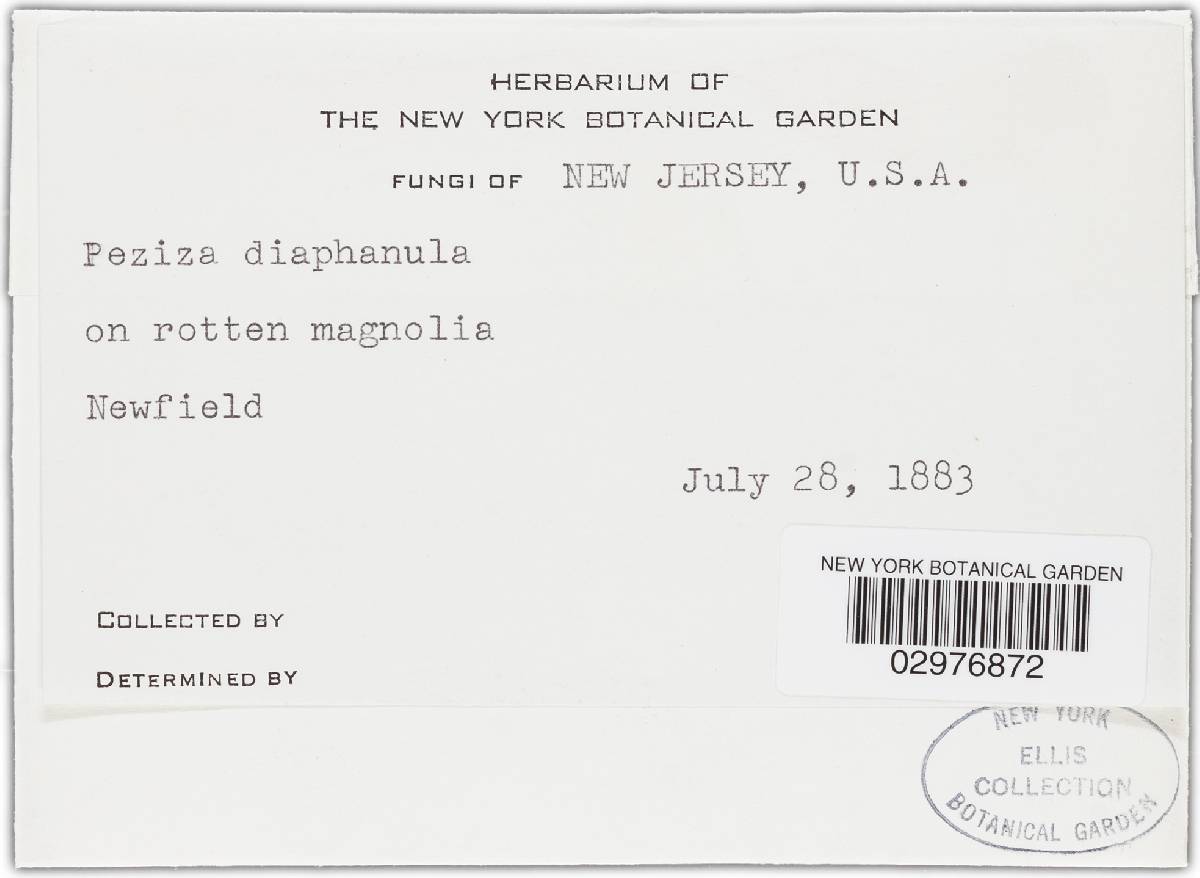 HERBARIUM OF
THE NEW YORK BOTANICAL GARDEN
FUNGI OF NEW JERSEY, U.S.A.
Peziza diaphanula
on rotten magnolia
Newfield
July 28, 1883
NEW YORK BOTANICAL GARDEN
02976872
COLLECTED BY
DETERMINED BY
NEW YORK
ELLIS
COLLECTION
BOTANICAL GARDEN